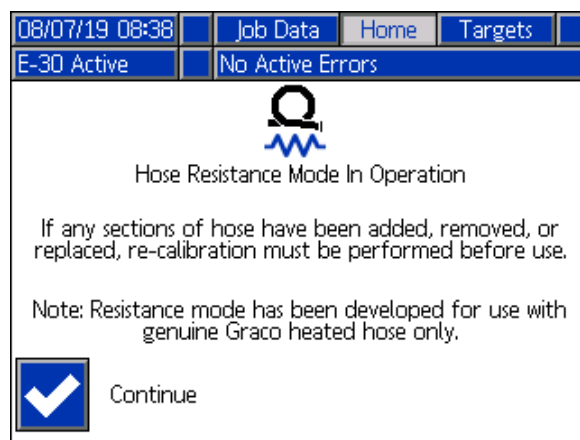 08/07/19 08:38 Job Data Home Targets
E-30 Active No Active Errors
Hose Resistance Mode In Operation
If any sections of hose have been added, removed, or
replaced, re-calibration must be performed before use.
Note: Resistance mode has been developed for use with
genuine Graco heated hose only.
Continue